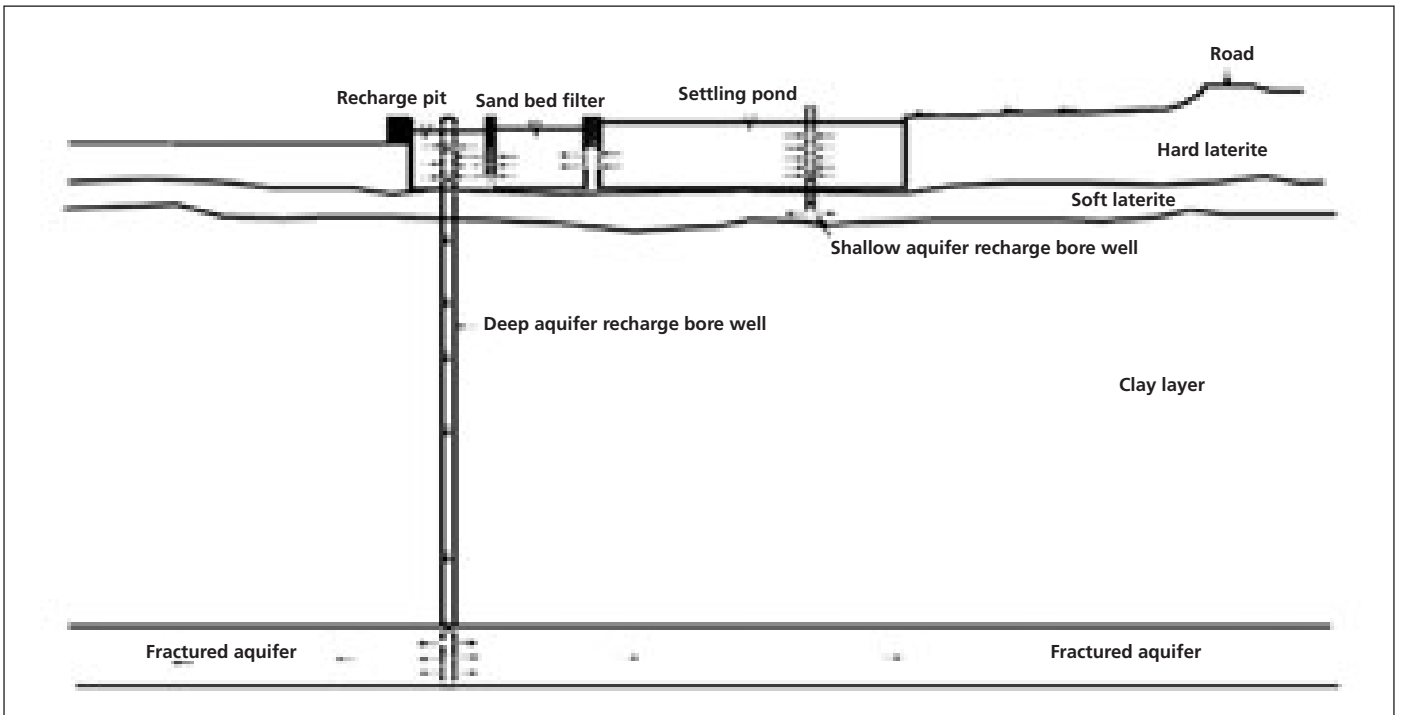 Road
Recharge pit
Sand bed filter
Settling pond
Hard laterite
Soft laterite
Shallow aquifer recharge bore well
Deep aquifer recharge bore well
Clay layer
Fractured aquifer
Fractured aquifer